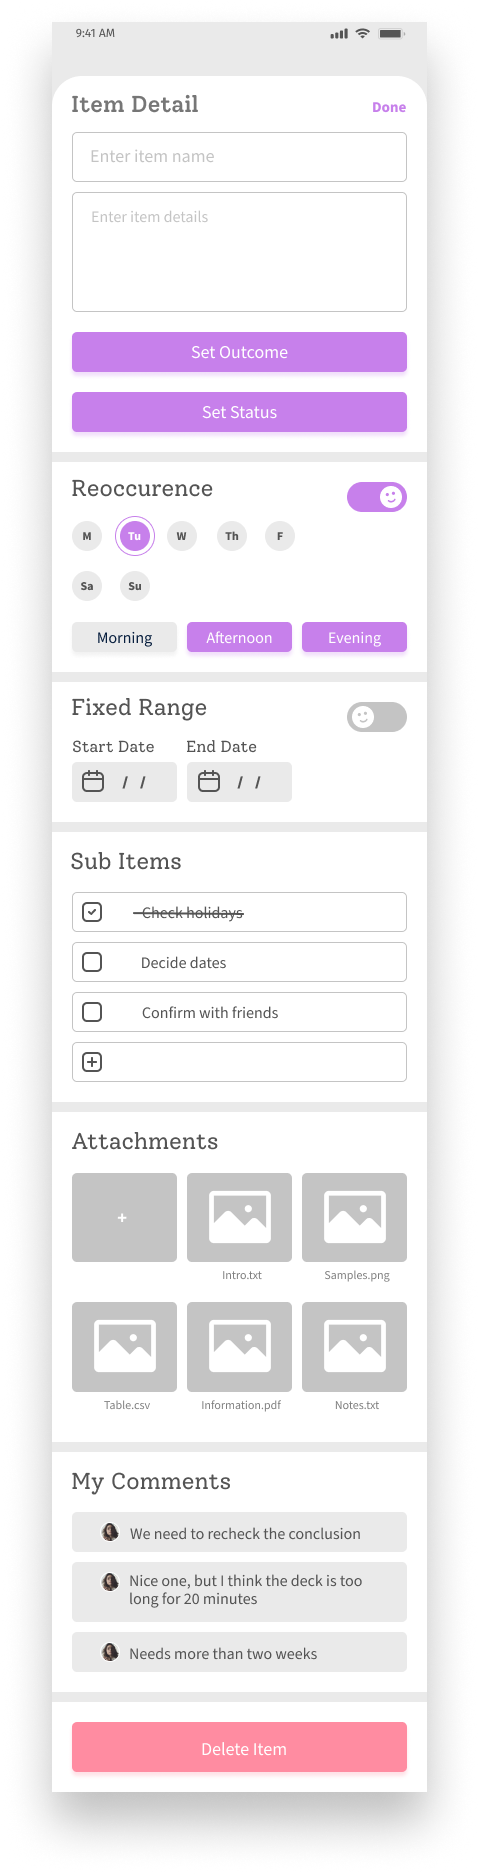 9:41 AM
Item Detail
Done
Enter item name
Enter item details
Set Outcome
Set Status
Reoccurence
M Tu W Th F
Sa Su
Morning Afternoon Evening
Fixed Range
Start Date End Date
/ / / /
Sub Items
Check holidays
Decide dates
Confirm with friends
Attachments
+
Intro.txt Samples.png
Table.csv Information.pdf Notes.txt
My Comments
We need to recheck the conclusion
Nice one, but I think the deck is too
long for 20 minutes
Needs more than two weeks
Delete Item